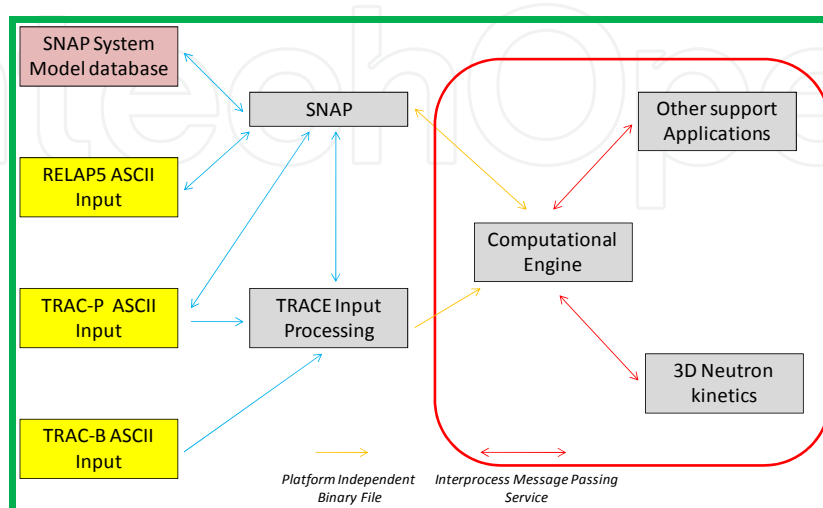 SNAP System
Model database
SNAP
Other support
Applications
RELAP5 ASCII
Input
Computational
Engine
TRAC-P ASCII
Input
TRACE Input
Processing
3D Neutron
kinetics
TRAC-B ASCII
Input
Platform Independent
Binary File
Interprocess Message Passing
Service